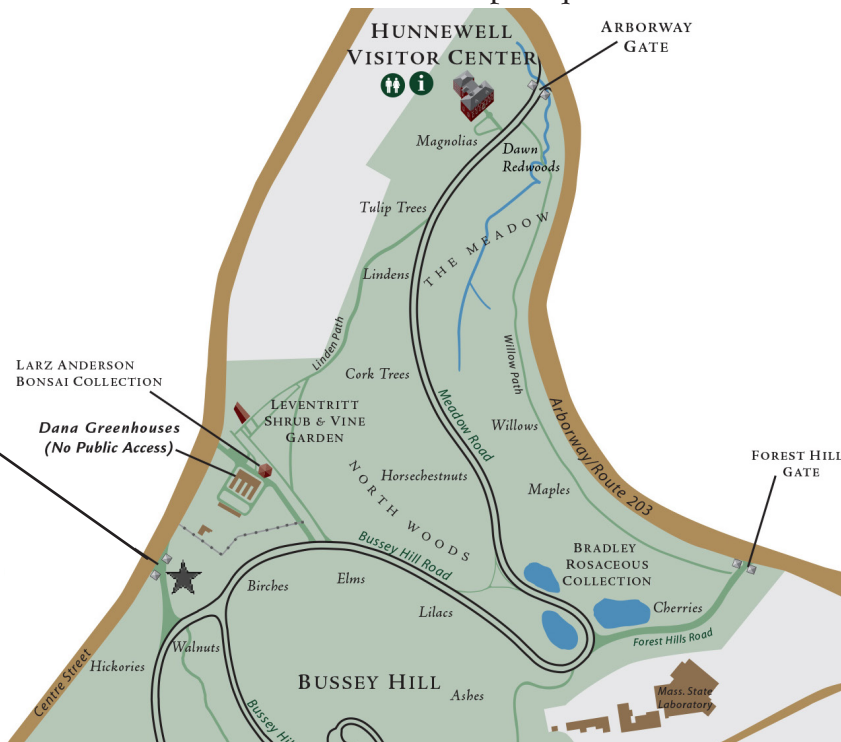 HUNNEWELL
VISITOR CENTER
ARBORWAY
GATE
Magnolias
Dawn
Redwoods
Tulip Trees
THE MEADOW
Lindens
Linden Path
Willow Path
LARZ ANDERSON
BONSAI COLLECTION
Cork Trees
Meadow Road
Arborway/Route 203
LEVENTRITT
SHRUB & VINE
GARDEN
Dana Greenhouses
(No Public Access)
Willows
FOREST HILL
GATE
NORTH WOODS
Horsechestnuts
Maples
Bussey Hill Road
BRADLEY
ROSACEOUS
COLLECTION
Birches
Elms
Lilacs
Cherries
Forest Hills Road
Walnuts
Hickories
Centre Street
BUSSEY HILL
Ashes
Mass. State
Laboratory
Bussey Hi